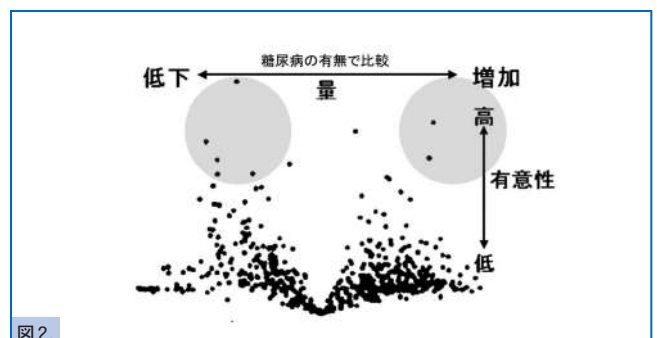 糖尿病の有無で比較
低下
増加
量
高
有意性
低
図2